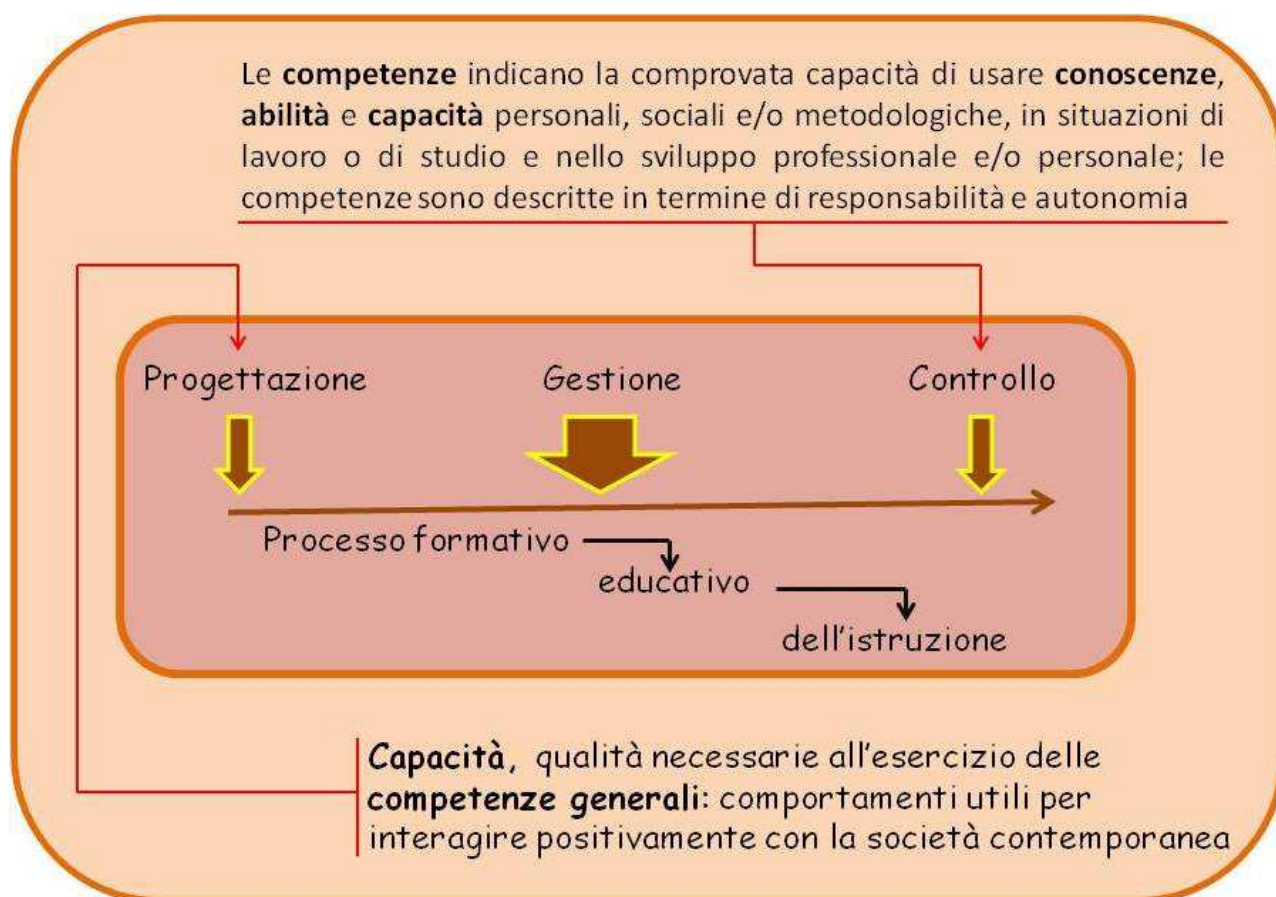 Le competenze indicano la comprovata capacità di usare conoscenze,
abilità e capacità personali, sociali e/o metodologiche, in situazioni di
lavoro o di studio e nello sviluppo professionale e/o personale; le
competenze sono descritte in termine di responsabilità e autonomia
Progettazione
Gestione
Controllo
Processo formativo
educativo
dell'istruzione
Capacità, qualità necessarie all'esercizio delle
competenze generali: comportamenti utili per
interagire positivamente con la società contemporanea